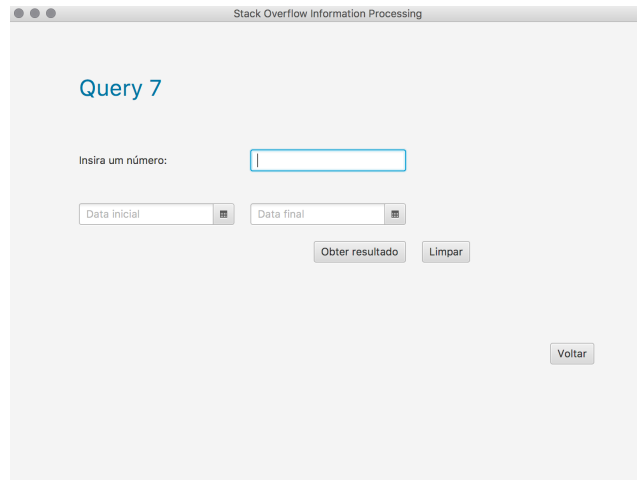 Stack Overflow Information Processing
Query 7
Insira um número:
Data inicial Data final
Obter resultado Limpar
Voltar